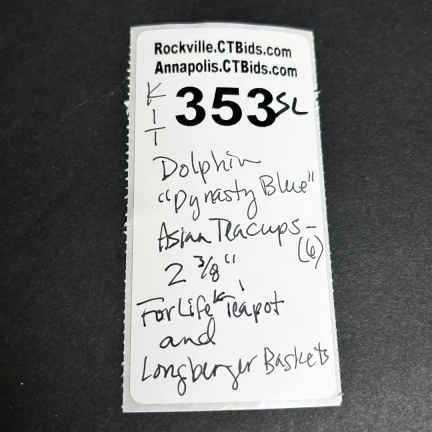 Rockville.CTBids.com
Annapolis.CTBids.com
KIT 353SL
Dolphin
"Dynasty Blue"
Asian Teacups - (6)
2 3/8"
ForLife Teapot
and
Longberger Baskets